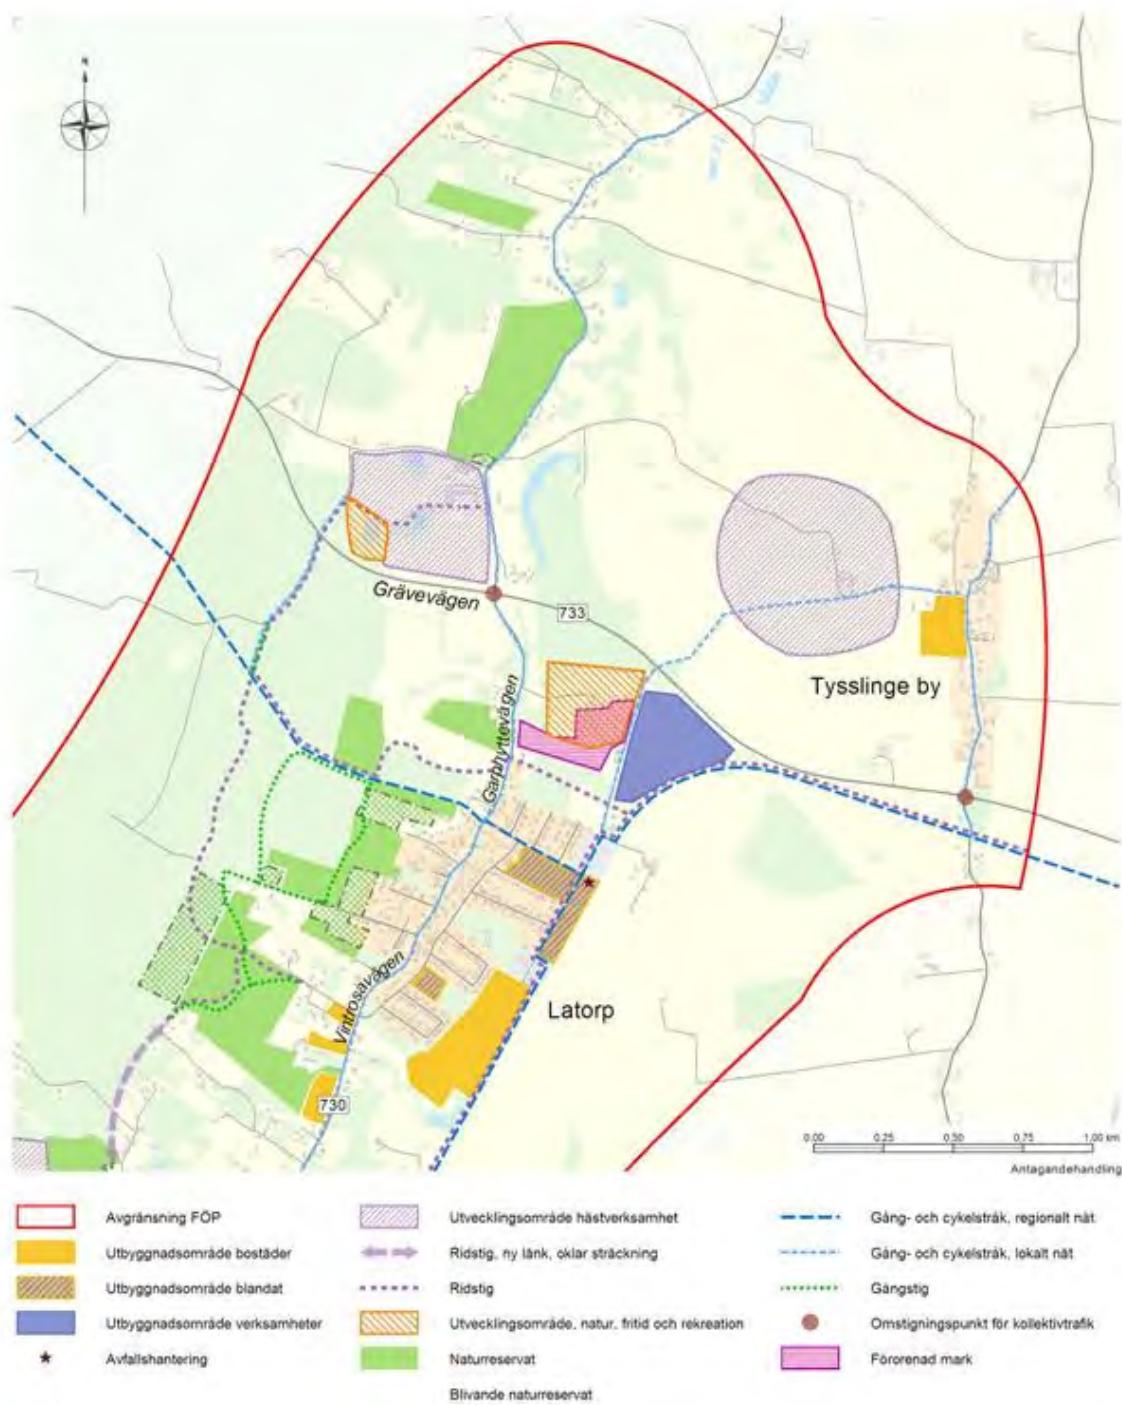 N
Grävevägen
733
Tysslinge by
Garphyttevägen
Vintrosavägen
Latorp
730
0,00 0,25 0,50 0,75 1,00 km
Antagandehandling
Avgränsning FÖP
Utbyggnadsområde bostäder
Utbyggnadsområde blandat
Utbyggnadsområde verksamheter
Avfallshantering
Utvecklingsområde hästverksamhet
Ridstig, ny länk, oklar sträckning
Ridstig
Utvecklingsområde, natur, fritid och rekreation
Naturreservat
Blivande naturreservat
Gång- och cykelstråk, regionalt nät
Gång- och cykelstråk, lokalt nät
Gångstig
Omstigningspunkt för kollektivtrafik
Förorenad mark